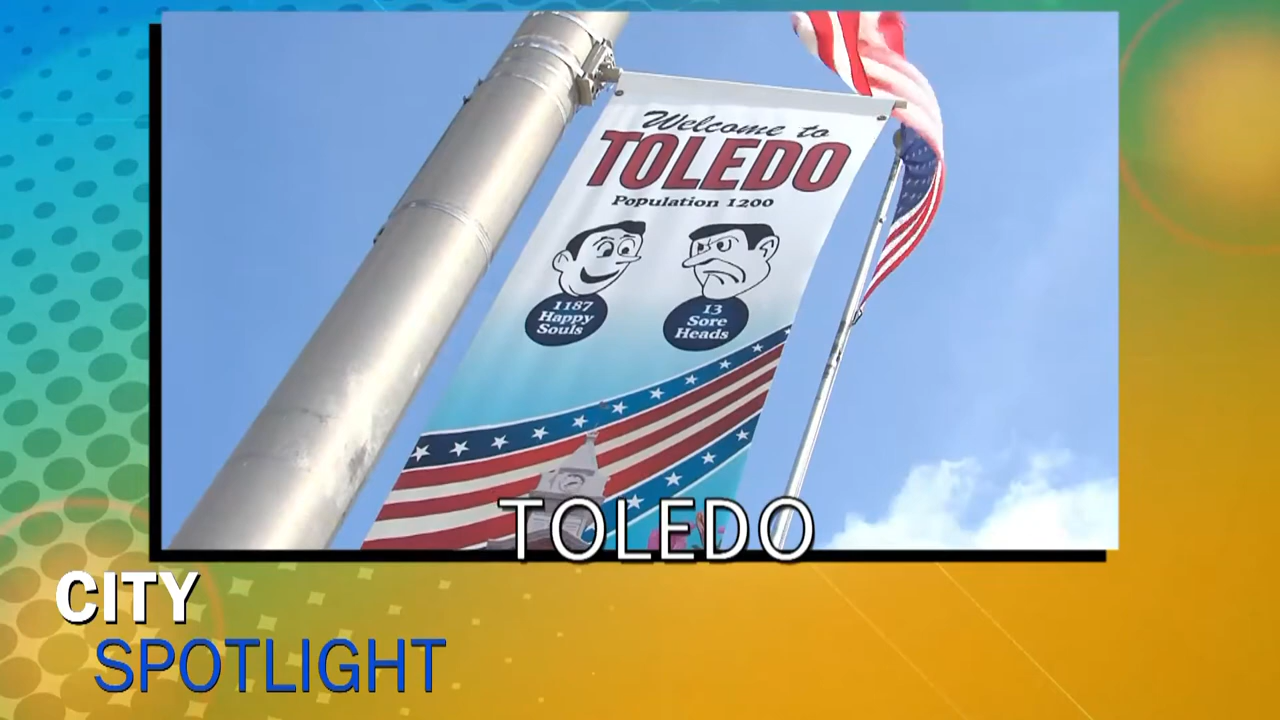 Welcome to
TOLEDO
Population 1200
1187
Happy
Souls
13
Sore
Heads
TOLEDO
CITY
SPOTLIGHT